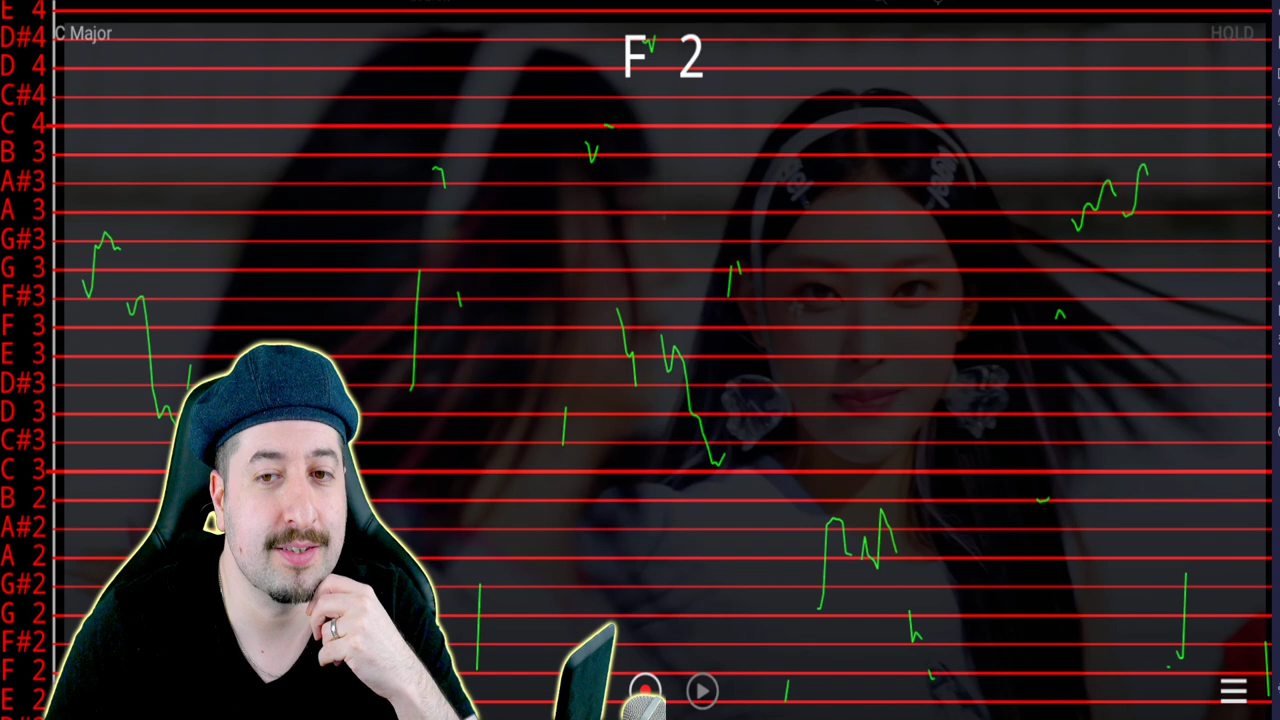 E 4
D#4
C Major
F 2
HOLD
D 4
C#4
C 4
B 3
A#3
A 3
G#3
G 3
F#3
F 3
E 3
D#3
D 3
C#3
C 3
B 2
A#2
A 2
G#2
G 2
F#2
F 2
E 2